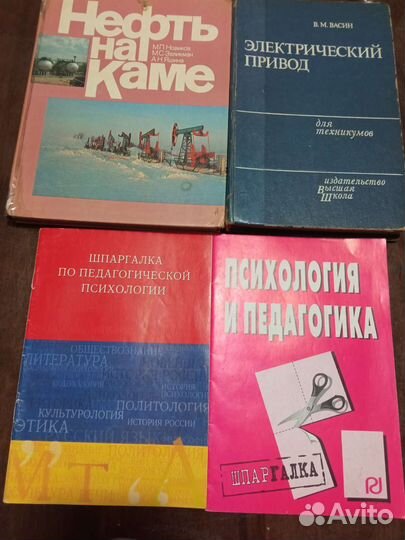 Нефть
на
Каме
М.П. Новиков
М.С. Зеликман
А.Н. Яшина
В. М. ВАСИН
ЭЛЕКТРИЧЕСКИЙ
ПРИВОД
для
техникумов
издательство
Высшая
Школа
ШПАРГАЛКА
ПО ПЕДАГОГИЧЕСКОЙ
ПСИХОЛОГИИ
ОБЩЕСТВОЗНАНИЕ
ЛИТЕРАТУРА
ИСТОРИЯ
ПСИХОЛОГИИ
ПОЛИТОЛОГИЯ
КУЛЬТУРОЛОГИЯ
ЭТИКА
ИСТОРИЯ РОССИИ
ПСИХОЛОГИЯ
И ПЕДАГОГИКА
ШПАРГАЛКА
Avito